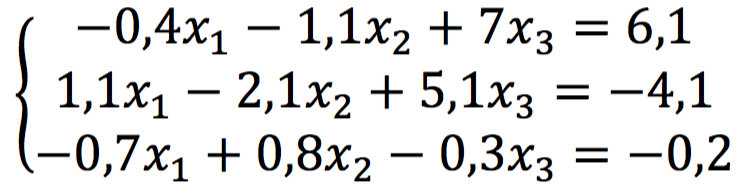 −0,4x₁ − 1,1x₂ + 7x₃ = 6,1
1,1x₁ − 2,1x₂ + 5,1x₃ = −4,1
−0,7x₁ + 0,8x₂ − 0,3x₃ = −0,2